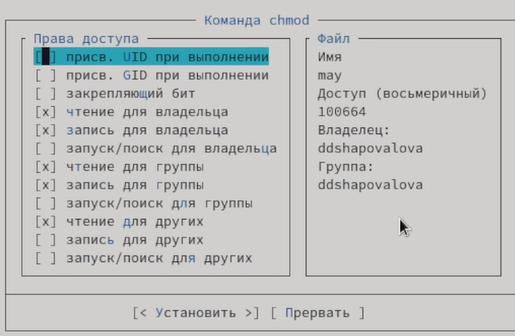 Команда chmod
Права доступа
[ ] присв. UID при выполнении
[ ] присв. GID при выполнении
[ ] закрепляющий бит
[x] чтение для владельца
[x] запись для владельца
[ ] запуск/поиск для владельца
[x] чтение для группы
[x] запись для группы
[ ] запуск/поиск для группы
[x] чтение для других
[ ] запись для других
[ ] запуск/поиск для других
Файл
Имя
may
Доступ (восьмеричный)
100664
Владелец:
ddshapovalova
Группа:
ddshapovalova
[< Установить >] [ Прервать ]